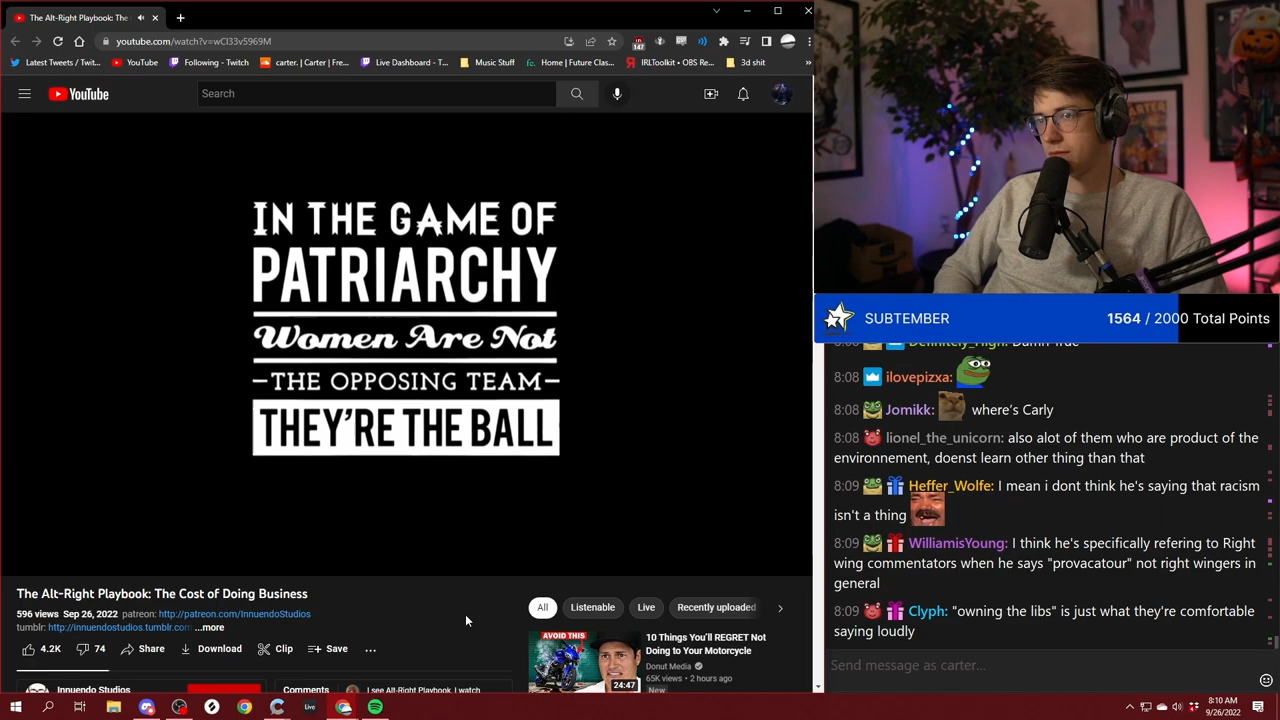 The Alt-Right Playbook: The
youtube.com/watch?v=wCl33v5969M
147
Latest Tweets / Twit...
YouTube
Following - Twitch
carter. | Carter | Fre...
Live Dashboard - T...
Music Stuff
Home | Future Clas...
IRLToolkit • OBS Re...
3d shit
»
YouTube
Search
IN THE GAME OF
PATRIARCHY
Women Are Not
–THE OPPOSING TEAM–
THEY'RE THE BALL
The Alt-Right Playbook: The Cost of Doing Business
596 views Sep 26, 2022 patreon: http://patreon.com/InnuendoStudios
tumblr: http://innuendostudios.tumblr.com ...more
4.2K
74
Share
Download
Clip
Save
Innuendo Studios
Comments
I see Alt-Right Playbook, I watch
All
Listenable
Live
Recently uploaded
AVOID THIS
24:47
10 Things You'll REGRET Not
Doing to Your Motorcycle
Donut Media
65K views • 2 hours ago
New
SUBTEMBER
1564 / 2000 Total Points
Definitely_High: Damn True
8:08 ilovepizxa:
8:08 Jomikk: where's Carly
8:08 lionel_the_unicorn: also alot of them who are product of the
environnement, doenst learn other thing than that
8:09 Heffer_Wolfe: I mean i dont think he's saying that racism
isn't a thing
8:09 WilliamisYoung: I think he's specifically refering to Right
wing commentators when he says "provacatour" not right wingers in
general
8:09 Clyph: "owning the libs" is just what they're comfortable
saying loudly
Send message as carter...
Live
8:10 AM
9/26/2022